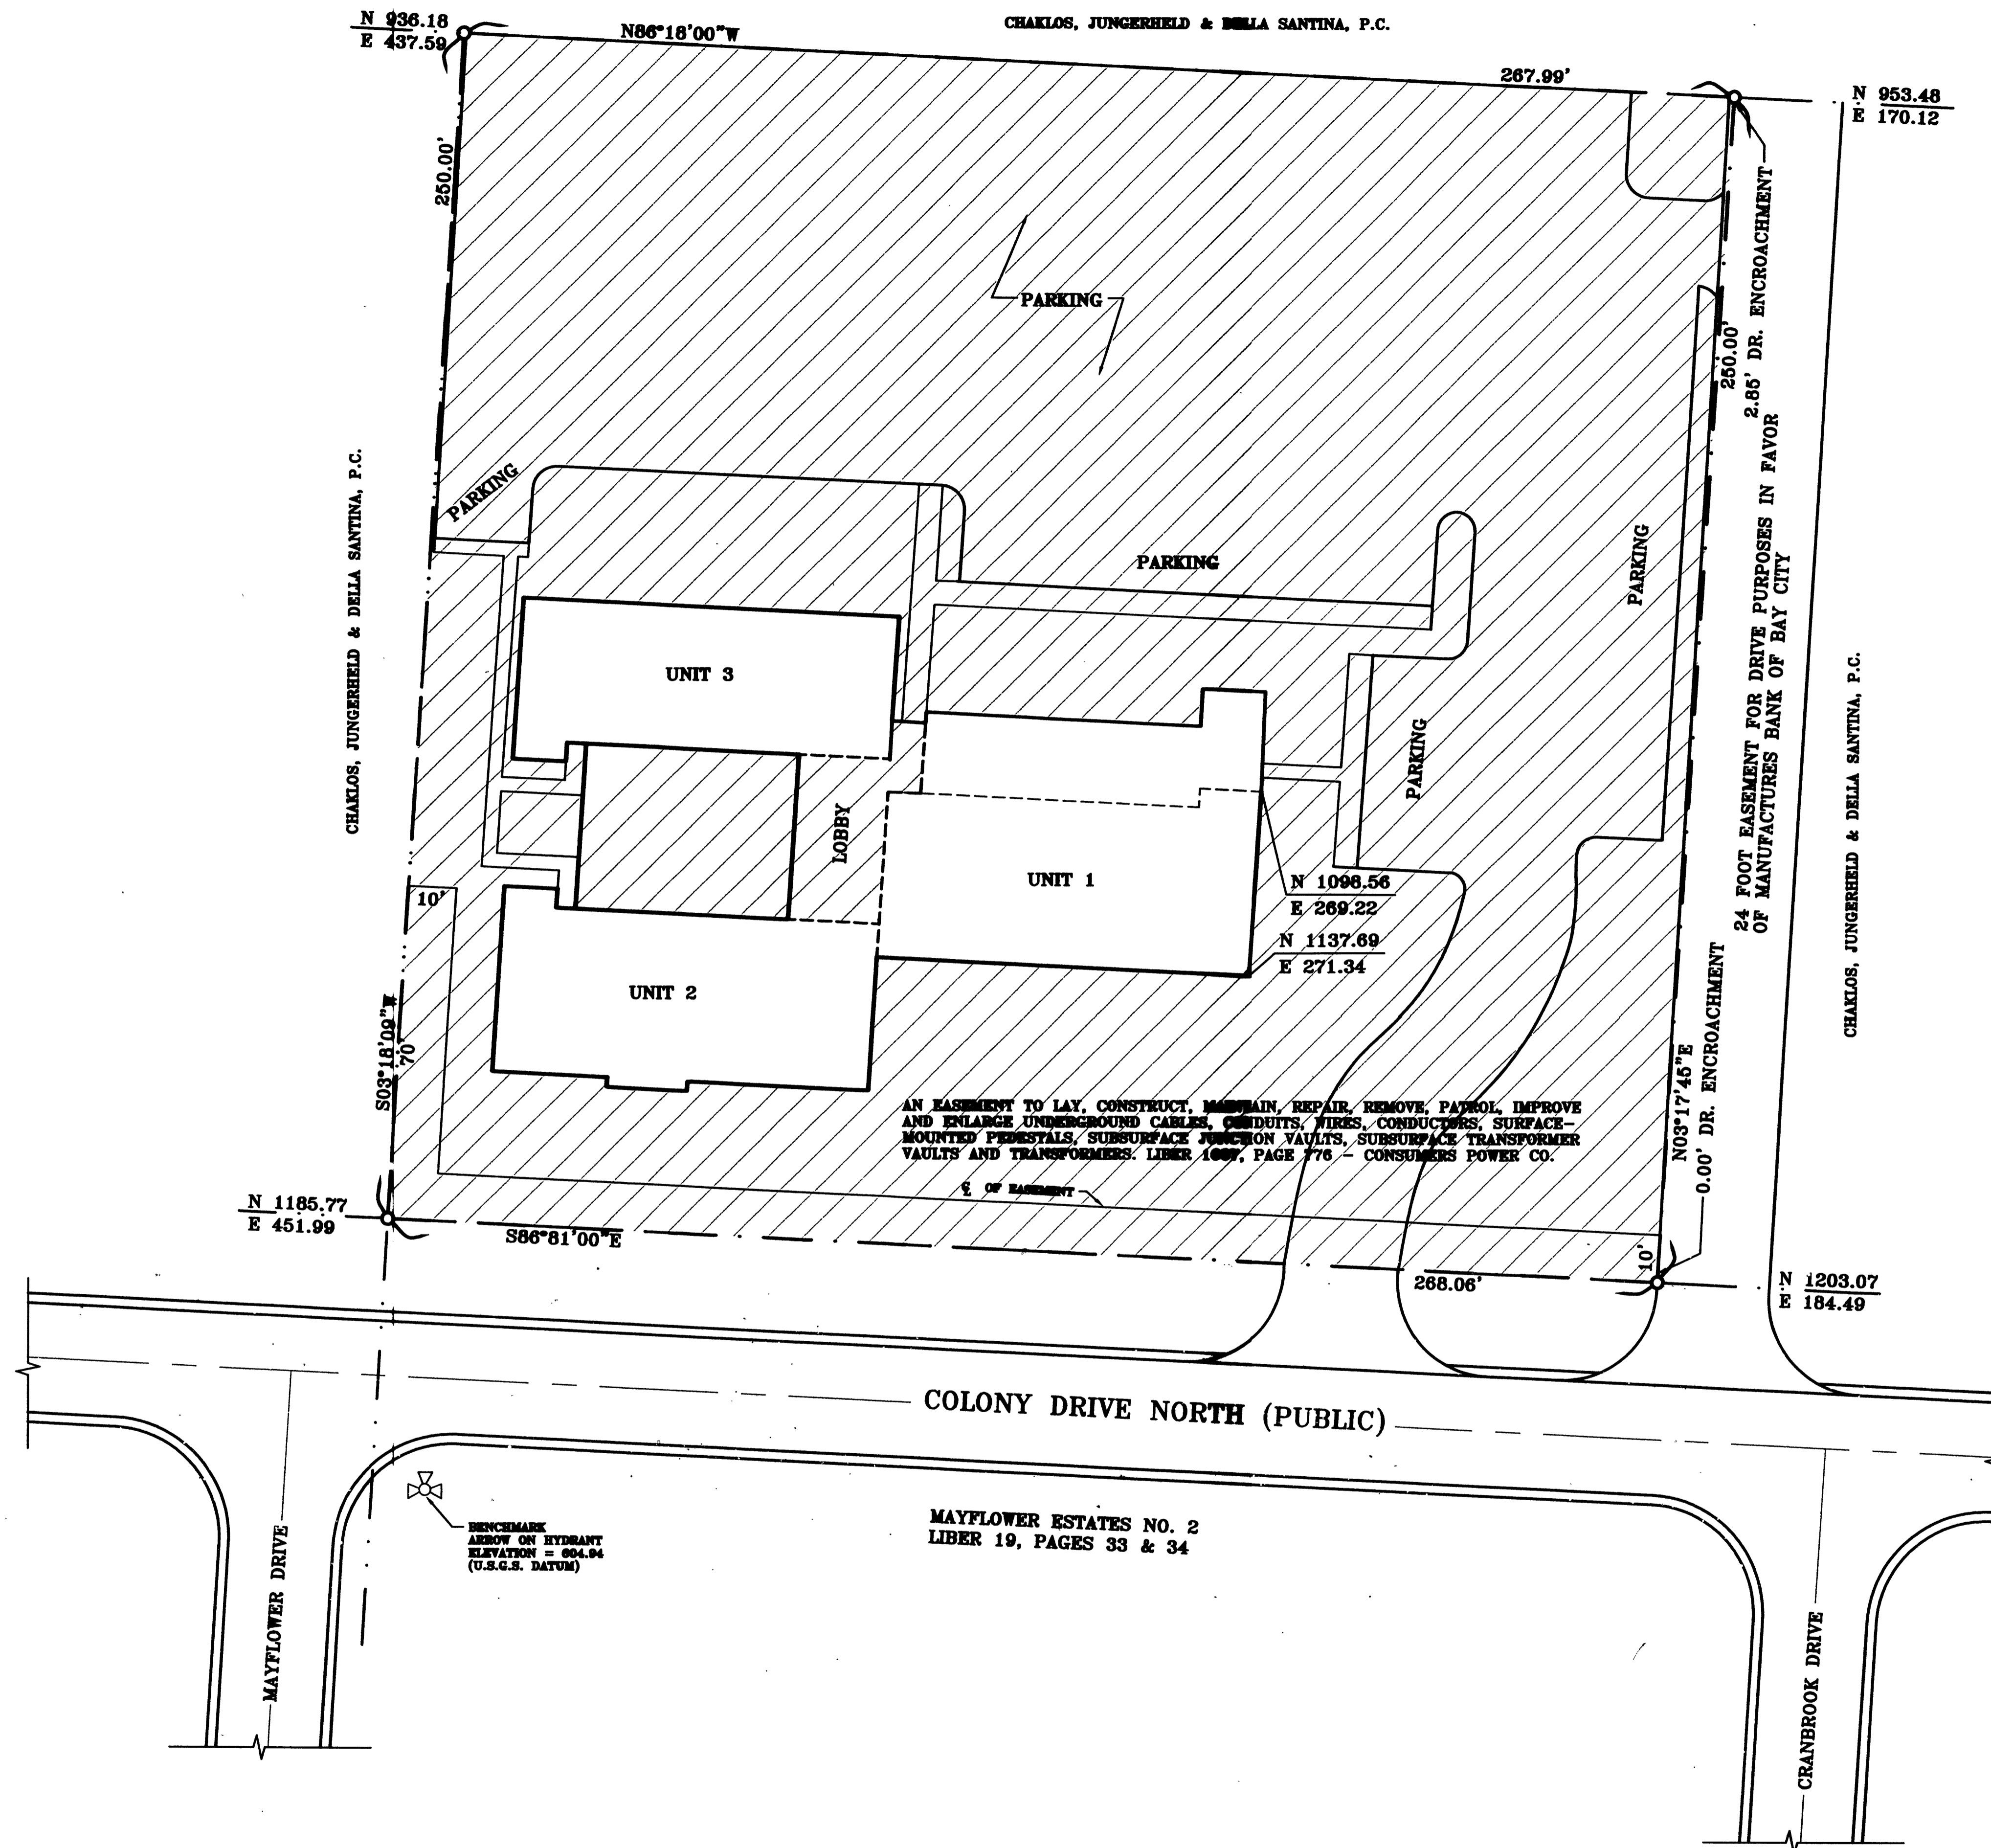 N 936.18
E 437.59
N86°18'00"W
CHAKLOS, JUNGERHELD & DELLA SANTINA, P.C.
267.99'
N 953.48
E 170.12
250.00'
2.85' DR. ENCROACHMENT
250.00'
PARKING
PARKING
PARKING
PARKING
PARKING
24 FOOT EASEMENT FOR DRIVE PURPOSES IN FAVOR
OF MANUFACTURES BANK OF BAY CITY
CHAKLOS, JUNGERHELD & DELLA SANTINA, P.C.
CHAKLOS, JUNGERHELD & DELLA SANTINA, P.C.
UNIT 3
LOBBY
UNIT 1
N 1098.56
E 269.22
N 1137.69
E 271.34
10'
UNIT 2
S03°18'09"W
70'
AN EASEMENT TO LAY, CONSTRUCT, MAINTAIN, REPAIR, REMOVE, PATROL, IMPROVE
AND ENLARGE UNDERGROUND CABLES, CONDUITS, WIRES, CONDUCTORS, SURFACE-
MOUNTED PEDESTALS, SUBSURFACE JUNCTION VAULTS, SUBSURFACE TRANSFORMER
VAULTS AND TRANSFORMERS. LIBER PAGE 776 - CONSUMERS POWER CO.
℄ OF EASEMENT
N03°17'45"E
0.00' DR. ENCROACHMENT
N 1185.77
E 451.99
S86°81'00"E
268.06'
10'
N 1203.07
E 184.49
COLONY DRIVE NORTH (PUBLIC)
BENCHMARK
ARROW ON HYDRANT
ELEVATION = 604.94
(U.S.G.S. DATUM)
MAYFLOWER ESTATES NO. 2
LIBER 19, PAGES 33 & 34
MAYFLOWER DRIVE
CRANBROOK DRIVE